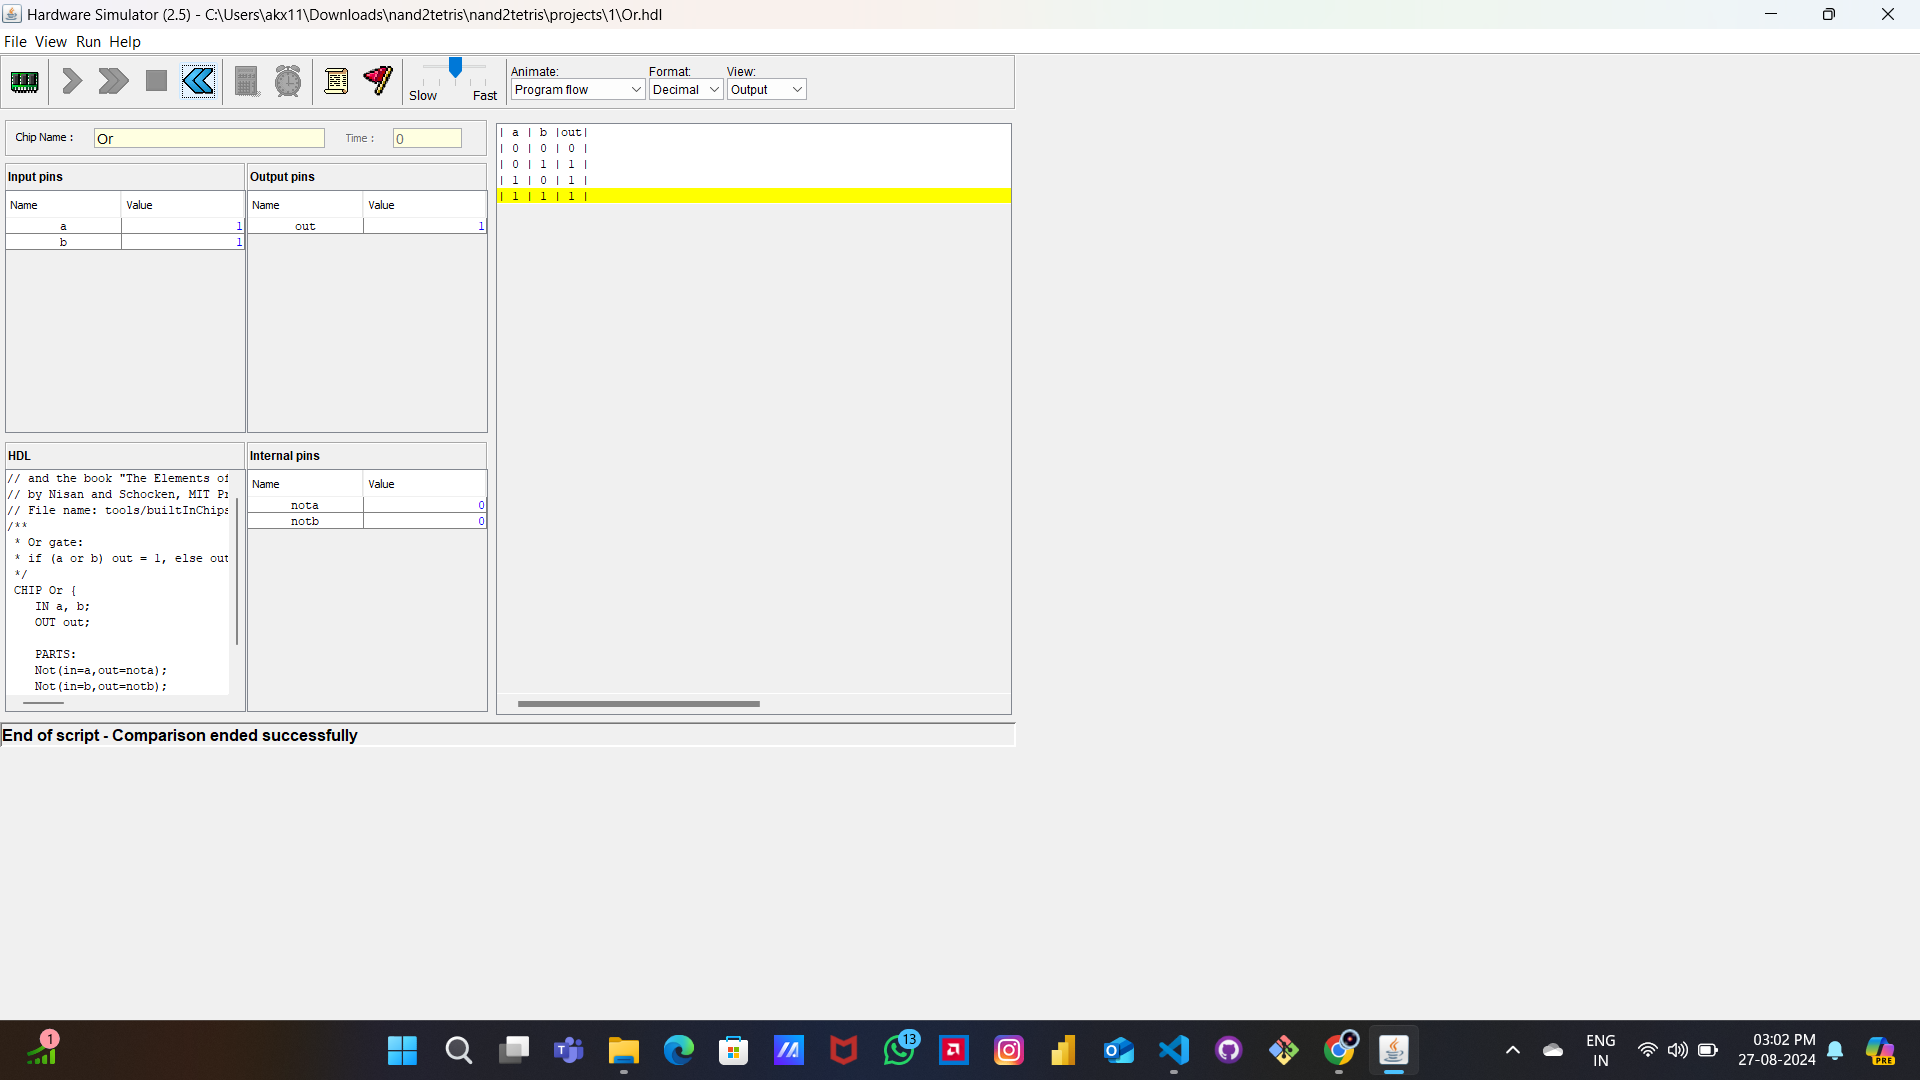 Hardware Simulator (2.5) - C:\Users\akx11\Downloads\nand2tetris\nand2tetris\projects\1\Or.hdl
File View Run Help
Slow Fast
Animate: Format: View:
Program flow Decimal Output
Chip Name : Or Time : 0
Input pins
Name Value
a 1
b 1
Output pins
Name Value
out 1
| a | b |out|
| 0 | 0 | 0 |
| 0 | 1 | 1 |
| 1 | 0 | 1 |
| 1 | 1 | 1 |
HDL
// and the book "The Elements of
// by Nisan and Schocken, MIT Pr
// File name: tools/builtInChips
/**
* Or gate:
* if (a or b) out = 1, else out
*/
CHIP Or {
IN a, b;
OUT out;
PARTS:
Not(in=a,out=nota);
Not(in=b,out=notb);
Internal pins
Name Value
nota 0
notb 0
End of script - Comparison ended successfully
1
13
ENG
IN
03:02 PM
27-08-2024
PRE